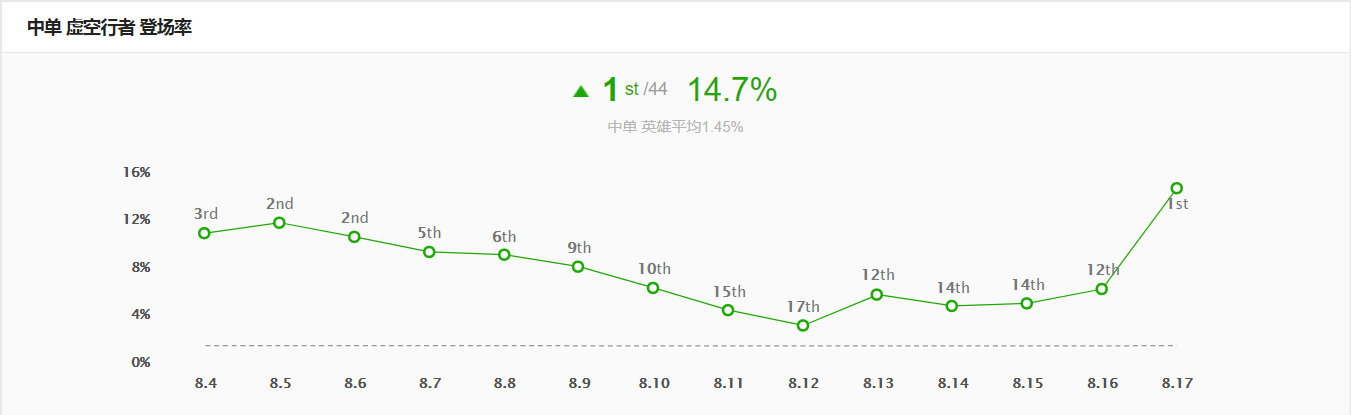 中单 虚空行者 登场率
1 st /44 14.7%
中单 英雄平均1.45%
16%
12%
8%
4%
0%
3rd
2nd
2nd
5th
6th
9th
10th
15th
17th
12th
14th
14th
12th
1st
8.4 8.5 8.6 8.7 8.8 8.9 8.10 8.11 8.12 8.13 8.14 8.15 8.16 8.17